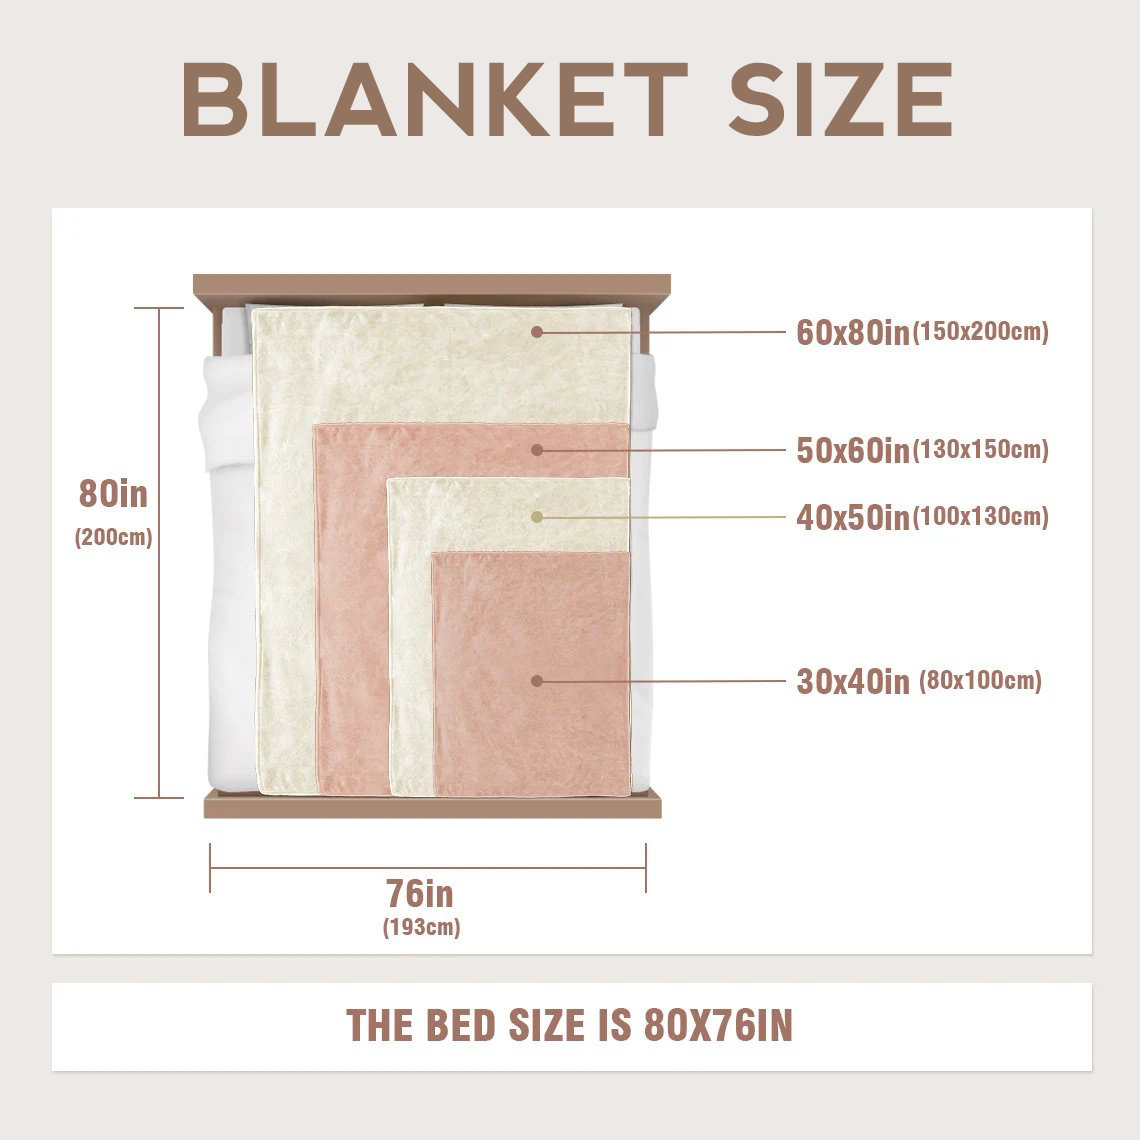 BLANKET SIZE
60x80in(150x200cm)
50x60in(130x150cm)
80in
(200cm)
40x50in(100x130cm)
30x40in (80x100cm)
76in
(193cm)
THE BED SIZE IS 80X76IN